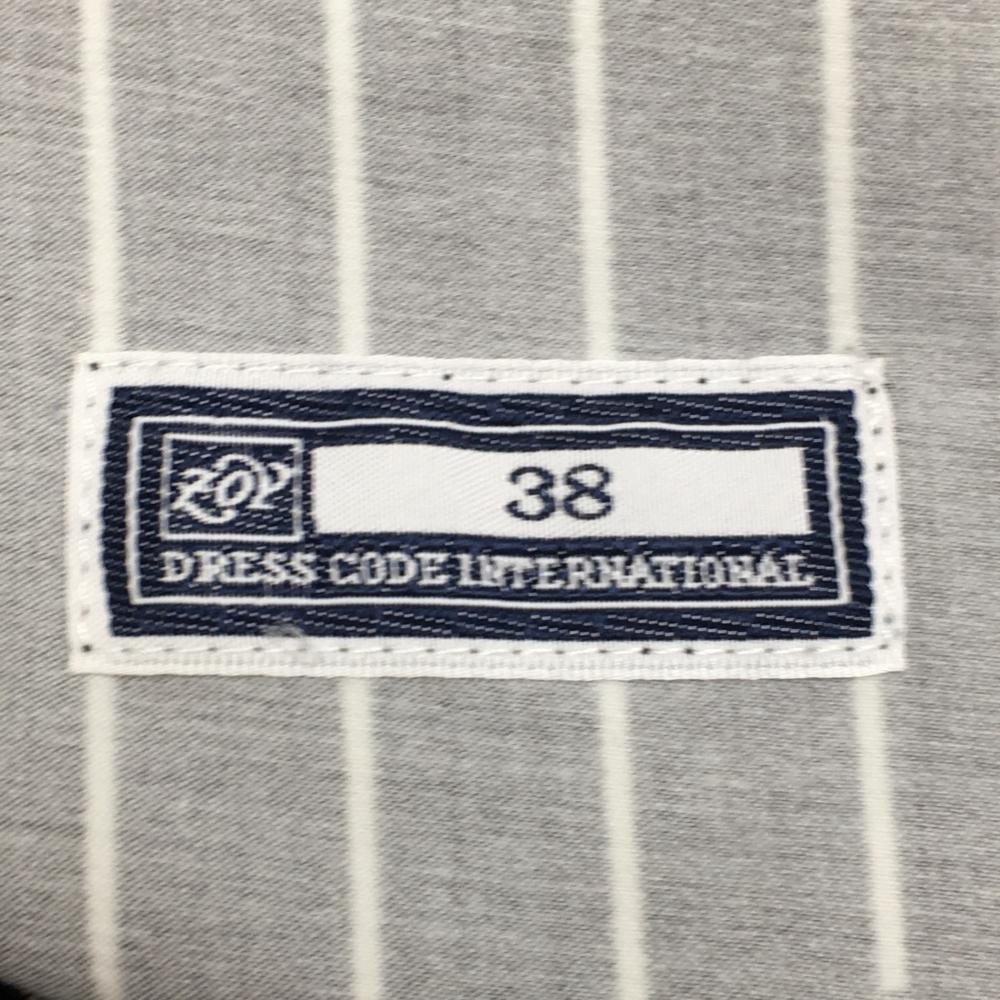 ZOY 38
DRESS CODE INTERNATIONAL